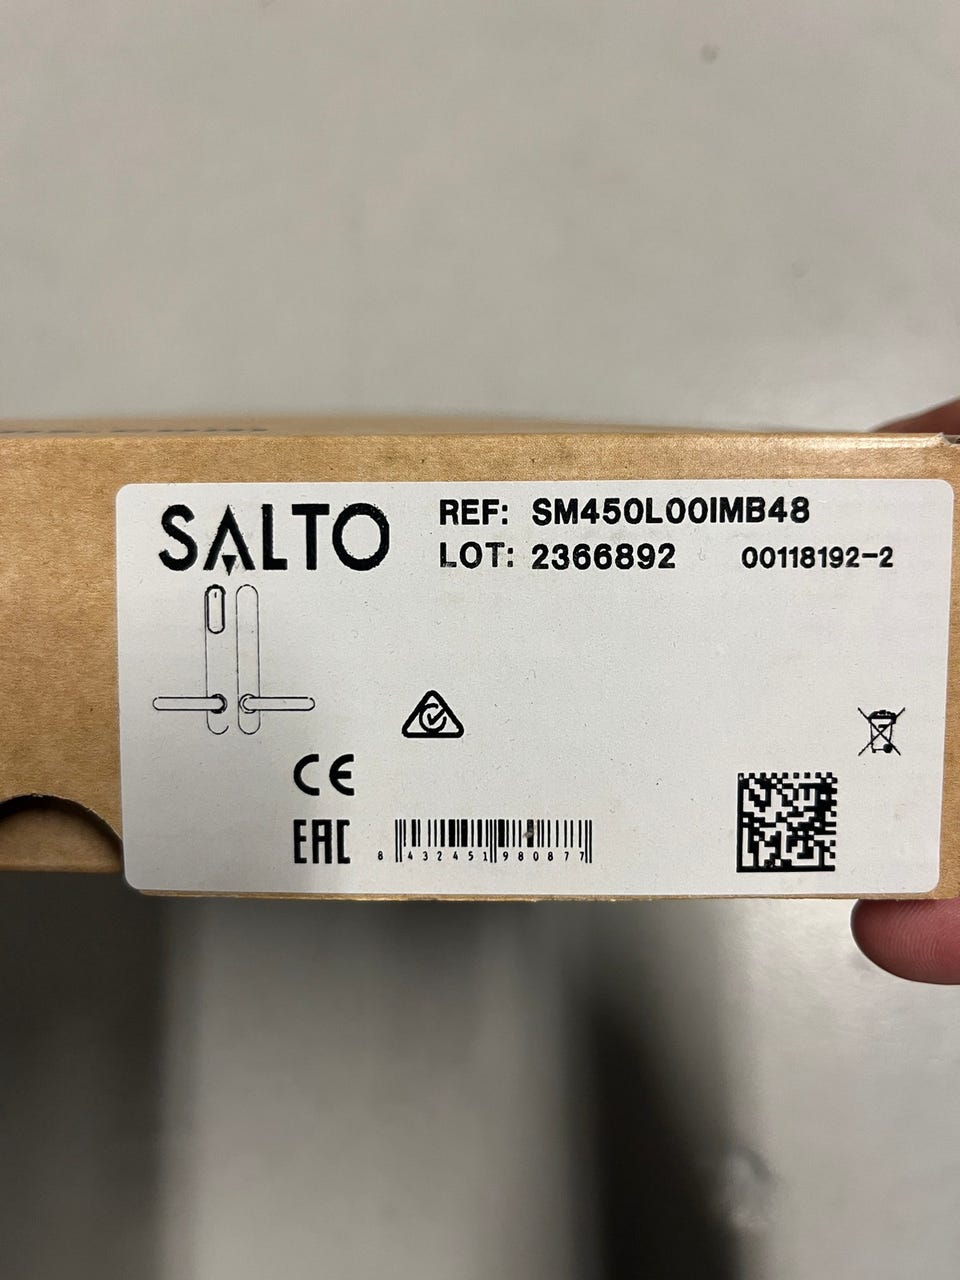 SALTO
REF: SM450L00IMB48
LOT: 2366892 00118192-2
CE
EAC
8 432451 980877